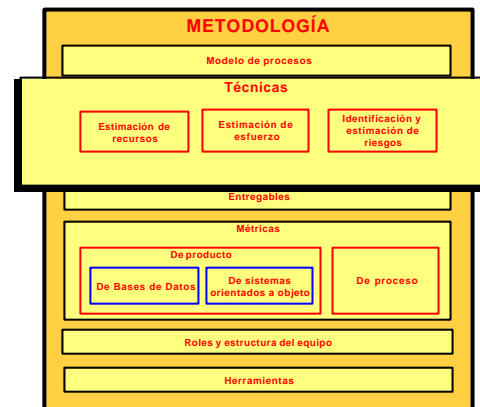 METODOLOGÍA
Modelo de procesos
Técnicas
Estimación de
recursos
Estimación de
esfuerzo
Identificación y
estimación de
riesgos
Entregables
Métricas
De producto
De Bases de Datos
De sistemas
orientados a objeto
De proceso
Roles y estructura del equipo
Herramientas